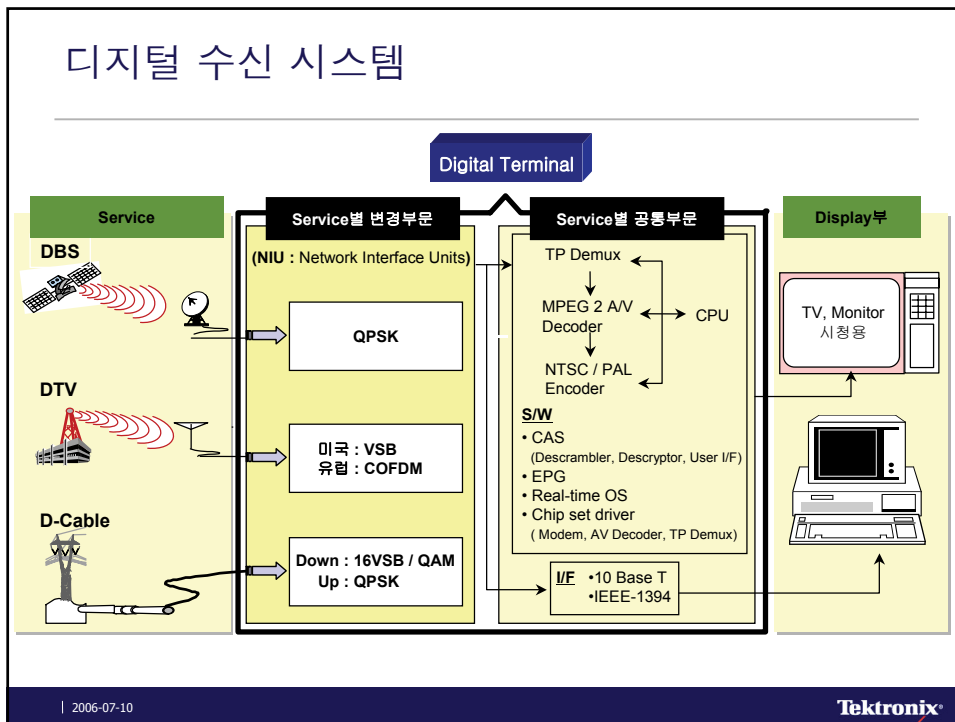 디지털 수신 시스템
Digital Terminal
Service
DBS
DTV
D-Cable
Service별 변경부문
(NIU : Network Interface Units)
QPSK
미국 : VSB
유럽 : COFDM
Down : 16VSB / QAM
Up : QPSK
Service별 공통부문
TP Demux
MPEG 2 A/V
Decoder
CPU
NTSC / PAL
Encoder
S/W
• CAS
(Descrambler, Descryptor, User I/F)
• EPG
• Real-time OS
• Chip set driver
( Modem, AV Decoder, TP Demux)
I/F •10 Base T
•IEEE-1394
Display부
TV, Monitor
시청용
| 2006-07-10
Tektronix